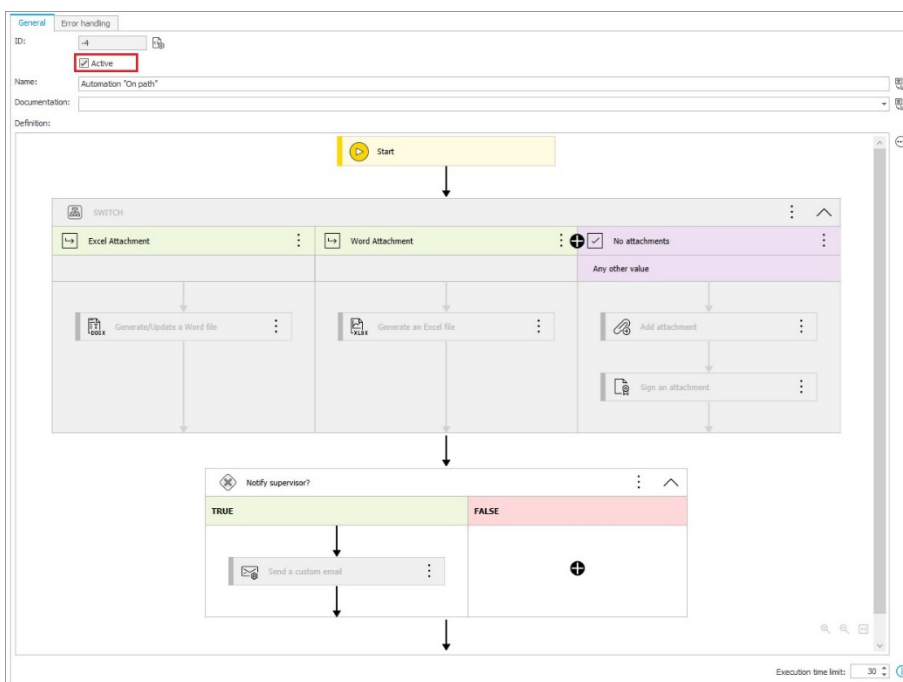 General Error handling
ID: -4
Active
Name: Automation "On path"
Documentation:
Definition:
Start
SWITCH
Excel Attachment Word Attachment No attachments
Any other value
DOCX Generate/Update a Word file XLSX Generate an Excel file Add attachment
Sign an attachment
Notify supervisor?
TRUE FALSE
Send a custom email
Execution time limit: 30